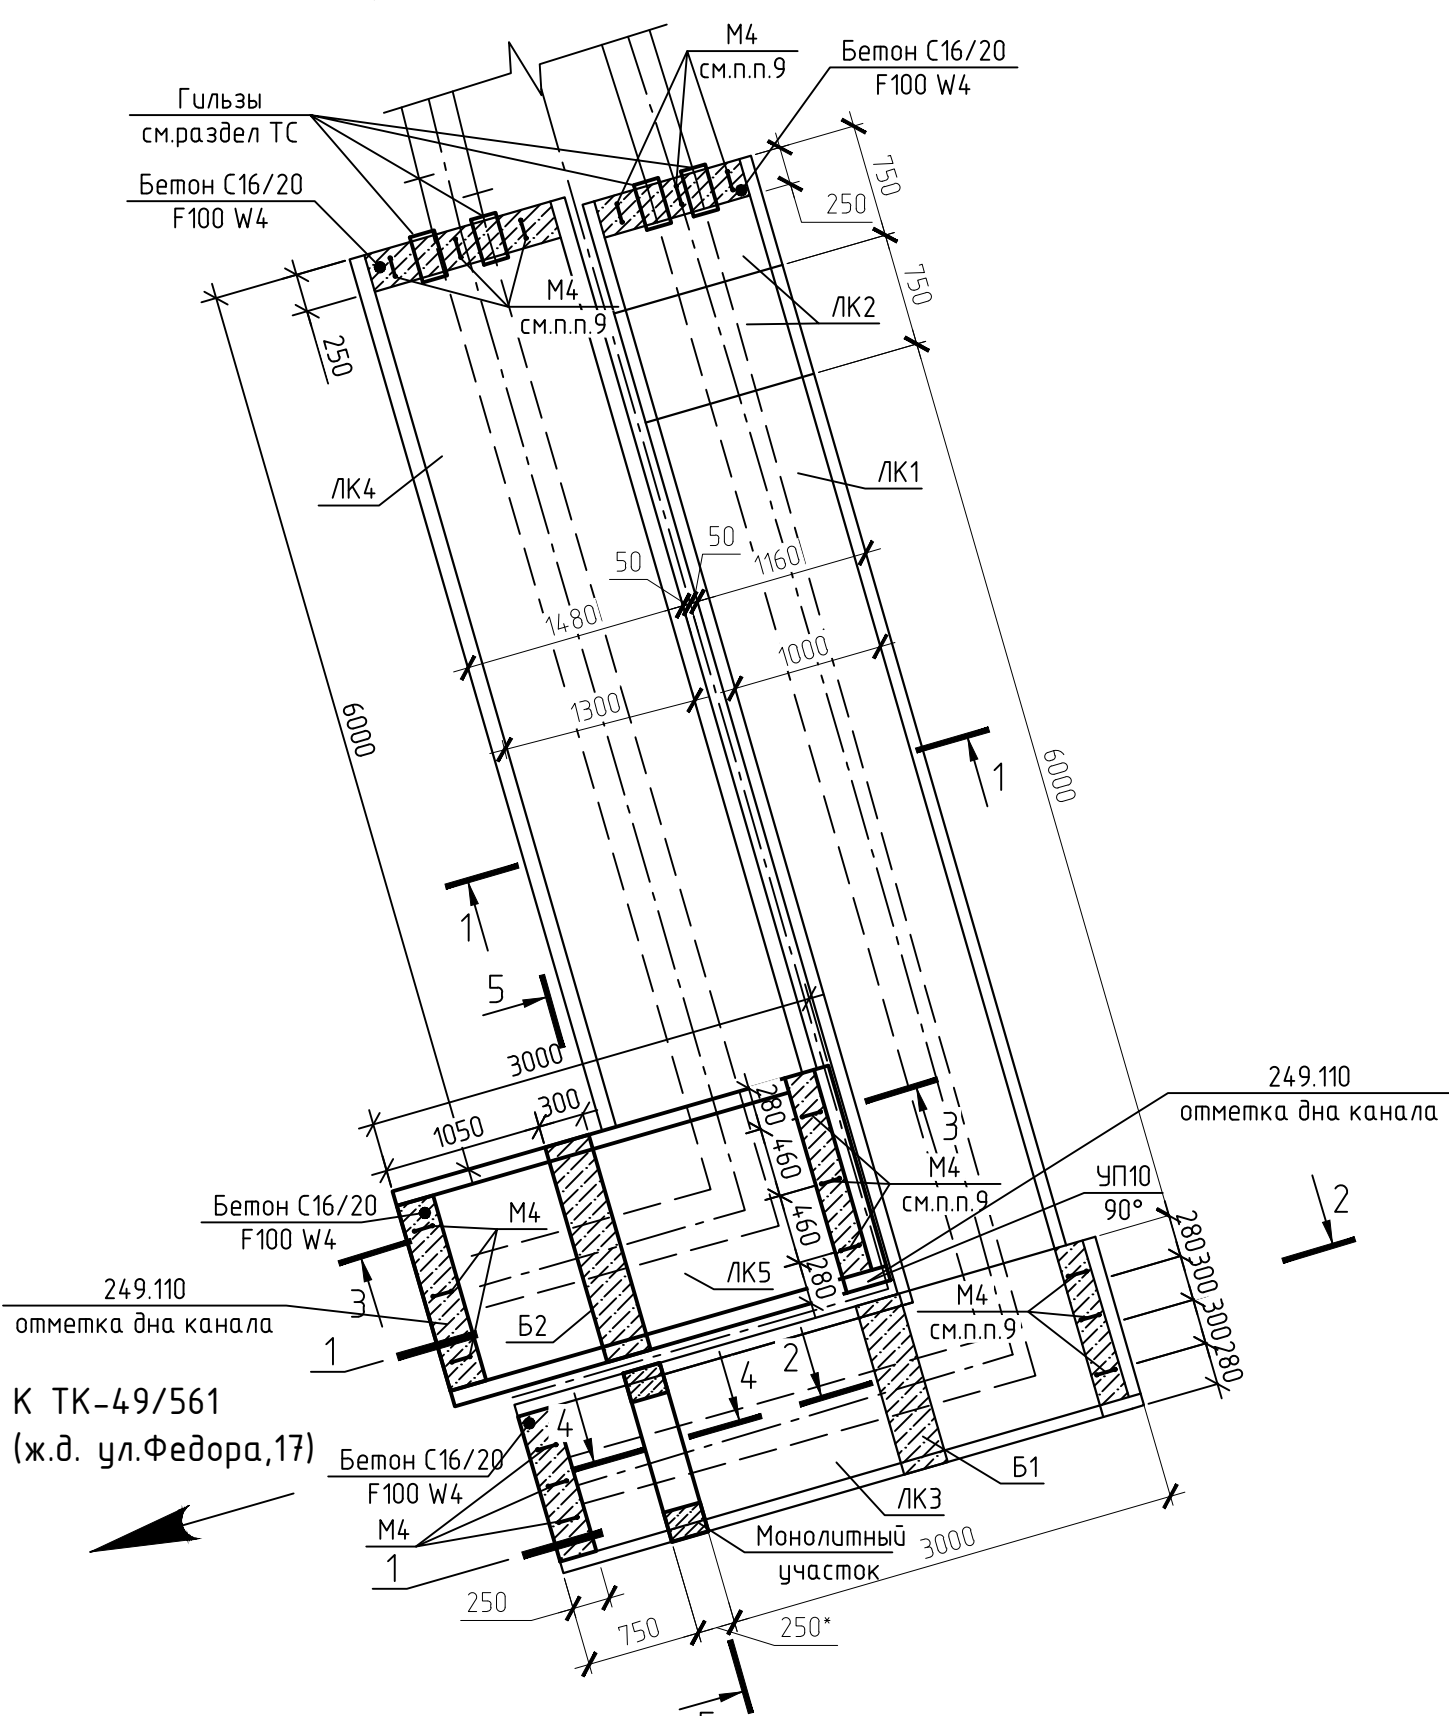 М4
см.п.п.9
Бетон С16/20
F100 W4
Гильзы
см.раздел ТС
Бетон С16/20
F100 W4
750
250
750
М4
см.п.п.9
ЛК2
250
ЛК4
ЛК1
50
50
1160
1480
1000
1300
6000
6000
1
1
5
3000
300
1050
280
460
460
280
3
249.110
отметка дна канала
М4
см.п.п.9
УП10
90°
2
Бетон С16/20
F100 W4
М4
280
300
300
280
ЛК5
М4
см.п.п.9
3
249.110
отметка дна канала
Б2
1
2
4
4
К ТК-49/561
(ж.д. ул.Федора,17)
Бетон С16/20
F100 W4
Б1
ЛК3
М4
Монолитный
участок
3000
1
250
750
250*